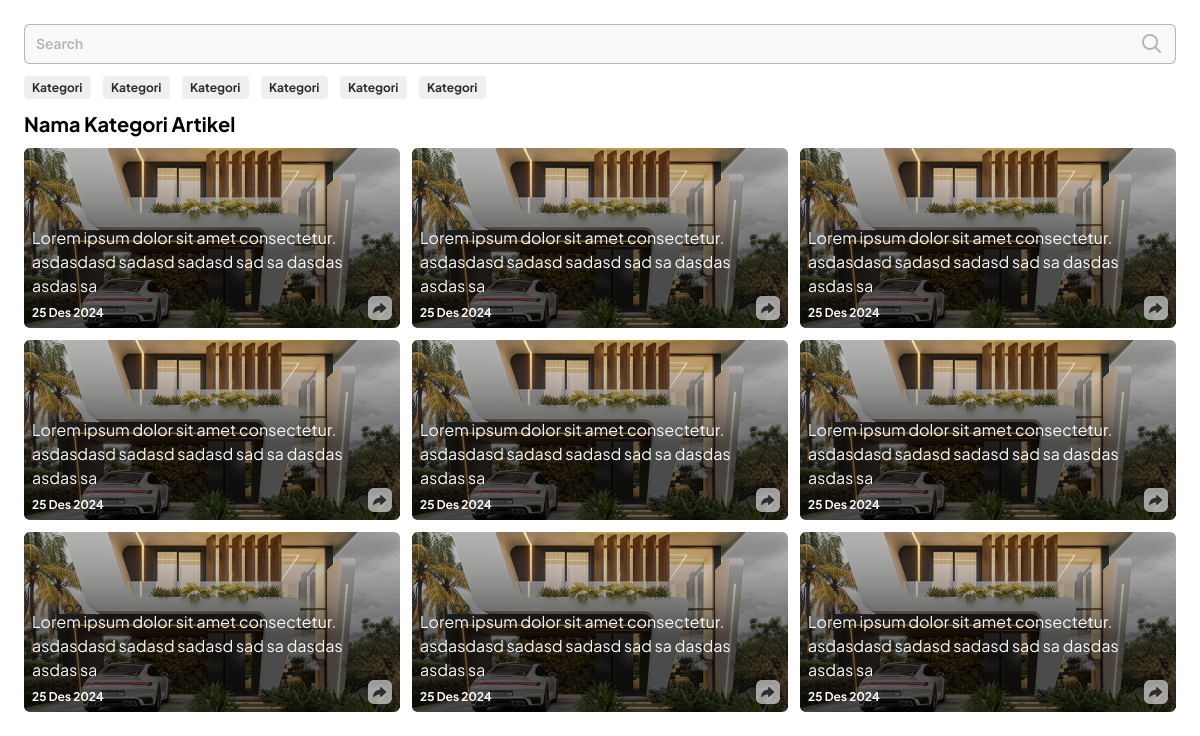 Search
Kategori Kategori Kategori Kategori Kategori Kategori
Nama Kategori Artikel
Lorem ipsum dolor sit amet consectetur.
asdasdasd sadasd sadasd sad sa dasdas
asdas sa
25 Des 2024
Lorem ipsum dolor sit amet consectetur.
asdasdasd sadasd sadasd sad sa dasdas
asdas sa
25 Des 2024
Lorem ipsum dolor sit amet consectetur.
asdasdasd sadasd sadasd sad sa dasdas
asdas sa
25 Des 2024
Lorem ipsum dolor sit amet consectetur.
asdasdasd sadasd sadasd sad sa dasdas
asdas sa
25 Des 2024
Lorem ipsum dolor sit amet consectetur.
asdasdasd sadasd sadasd sad sa dasdas
asdas sa
25 Des 2024
Lorem ipsum dolor sit amet consectetur.
asdasdasd sadasd sadasd sad sa dasdas
asdas sa
25 Des 2024
Lorem ipsum dolor sit amet consectetur.
asdasdasd sadasd sadasd sad sa dasdas
asdas sa
25 Des 2024
Lorem ipsum dolor sit amet consectetur.
asdasdasd sadasd sadasd sad sa dasdas
asdas sa
25 Des 2024
Lorem ipsum dolor sit amet consectetur.
asdasdasd sadasd sadasd sad sa dasdas
asdas sa
25 Des 2024